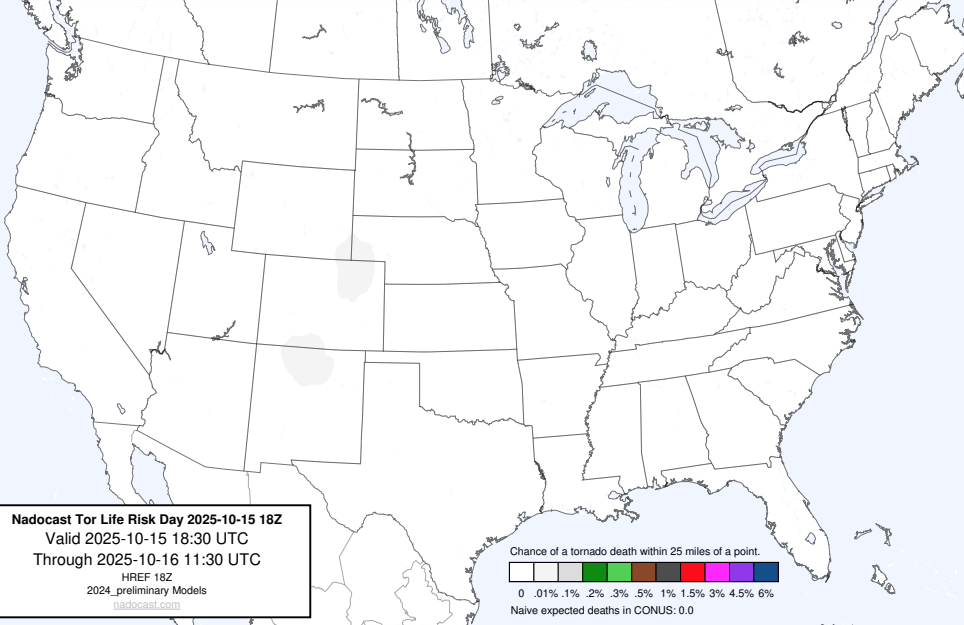 Nadocast Tor Life Risk Day 2025-10-15 18Z
Valid 2025-10-15 18:30 UTC
Through 2025-10-16 11:30 UTC
HREF 18Z
2024_preliminary Models
nadocast.com
Chance of a tornado death within 25 miles of a point.
0 .01% .1% .2% .3% .5% 1% 1.5% 3% 4.5% 6%
Naive expected deaths in CONUS: 0.0